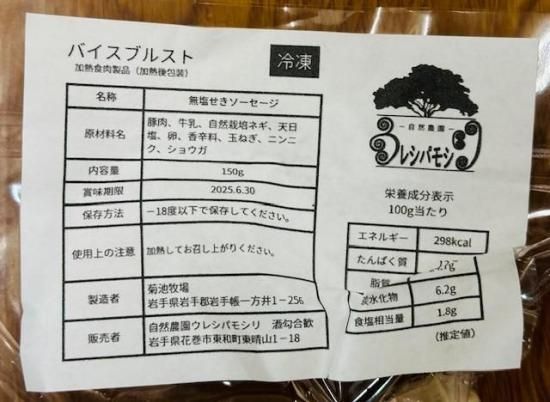 バイスブルスト
加熱食肉製品（加熱後包装）
冷凍
名称 無塩せきソーセージ
原材料名 豚肉、牛乳、自然栽培ネギ、天日
塩、卵、香辛料、玉ねぎ、ニンニ
ク、ショウガ
内容量 150g
賞味期限 2025.6.30
保存方法 −18度以下で保存してください。
使用上の注意 加熱してお召し上がりください。
製造者 菊池牧場
岩手県岩手郡岩手帳一方井1−256
販売者 自然農園ウレシパモシリ 酒勾合歓
岩手県花巻市東和町東晴山1−18
自然農園
ウレシパモシリ
栄養成分表示
100g当たり
エネルギー 298kcal
たんぱく質 .7g
脂質
炭水化物 6.2g
食塩相当量 1.8g
（推定値）